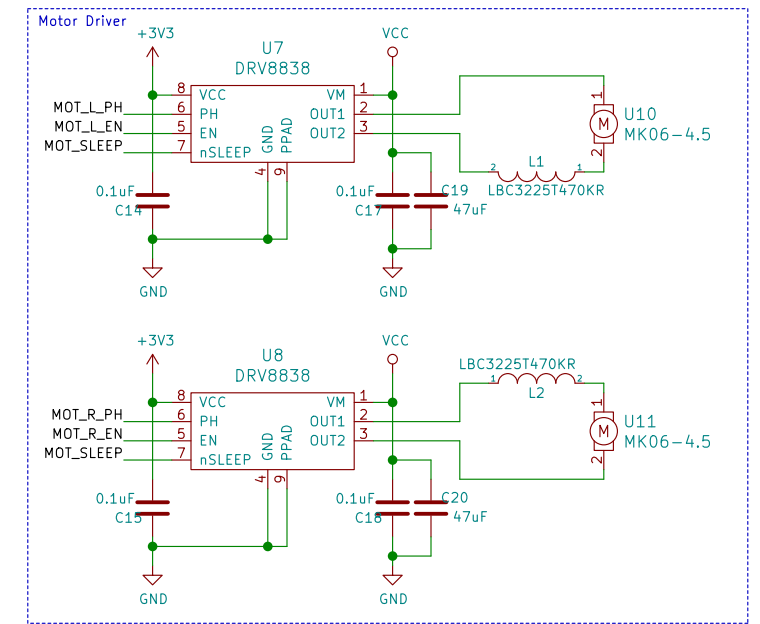 Motor Driver
+3V3
VCC
U7
DRV8838
8 VCC VM 1
MOT_L_PH 6 PH OUT1 2
MOT_L_EN 5 EN OUT2 3
MOT_SLEEP 7 nSLEEP
GND PPAD
4 9
1
M
2
U10
MK06-4.5
2 L1 1
LBC3225T470KR
0.1uF
C14
0.1uF
C17
C19
47uF
GND
GND
+3V3
VCC
U8
DRV8838
8 VCC VM 1
MOT_R_PH 6 PH OUT1 2
MOT_R_EN 5 EN OUT2 3
MOT_SLEEP 7 nSLEEP
GND PPAD
4 9
LBC3225T470KR
1 L2 2
1
M
2
U11
MK06-4.5
0.1uF
C15
0.1uF
C18
C20
47uF
GND
GND